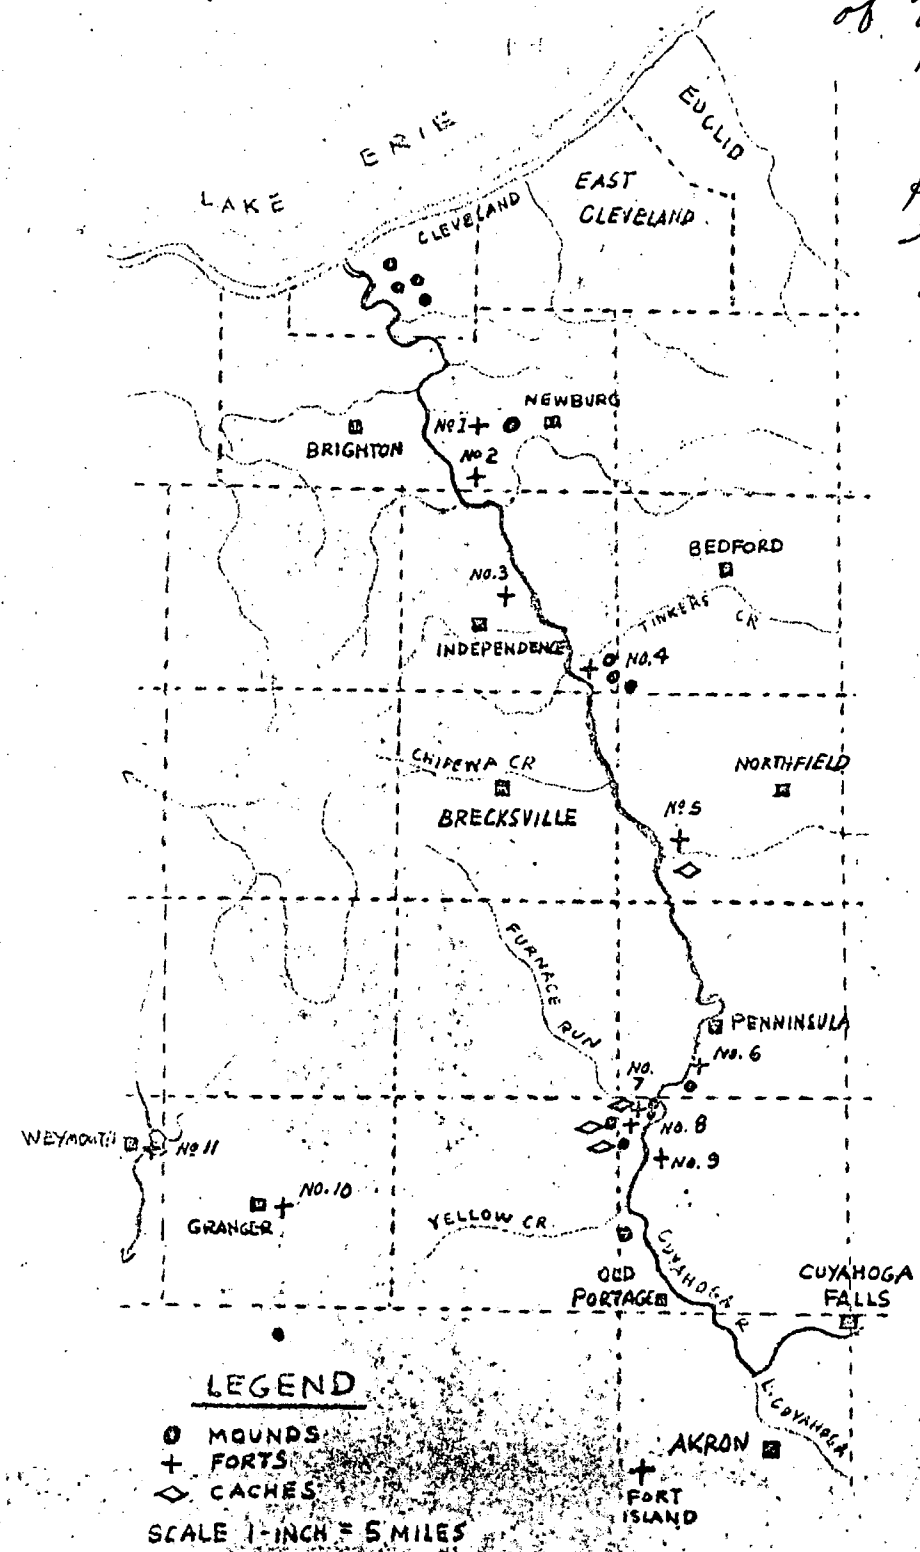 of
LAKE ERIE
EUCLID
EAST
CLEVELAND
CLEVELAND
NEWBURG
No 1
BRIGHTON
No 2
BEDFORD
NO. 3
TINKERS CR
INDEPENDENCE
NO. 4
CHIPEWA CR
NORTHFIELD
BRECKSVILLE
No 5
FURNACE RUN
PENNINSULA
NO. 6
NO.
7
NO. 8
WEYMOUTH
No 11
NO. 9
NO. 10
GRANGER
YELLOW CR.
CUYAHOGA R
OLD
PORTAGE
CUYAHOGA
FALLS
LEGEND
MOUNDS
FORTS
CACHES
SCALE 1-INCH = 5 MILES
L. CUYAHOGA
AKRON
FORT
ISLAND